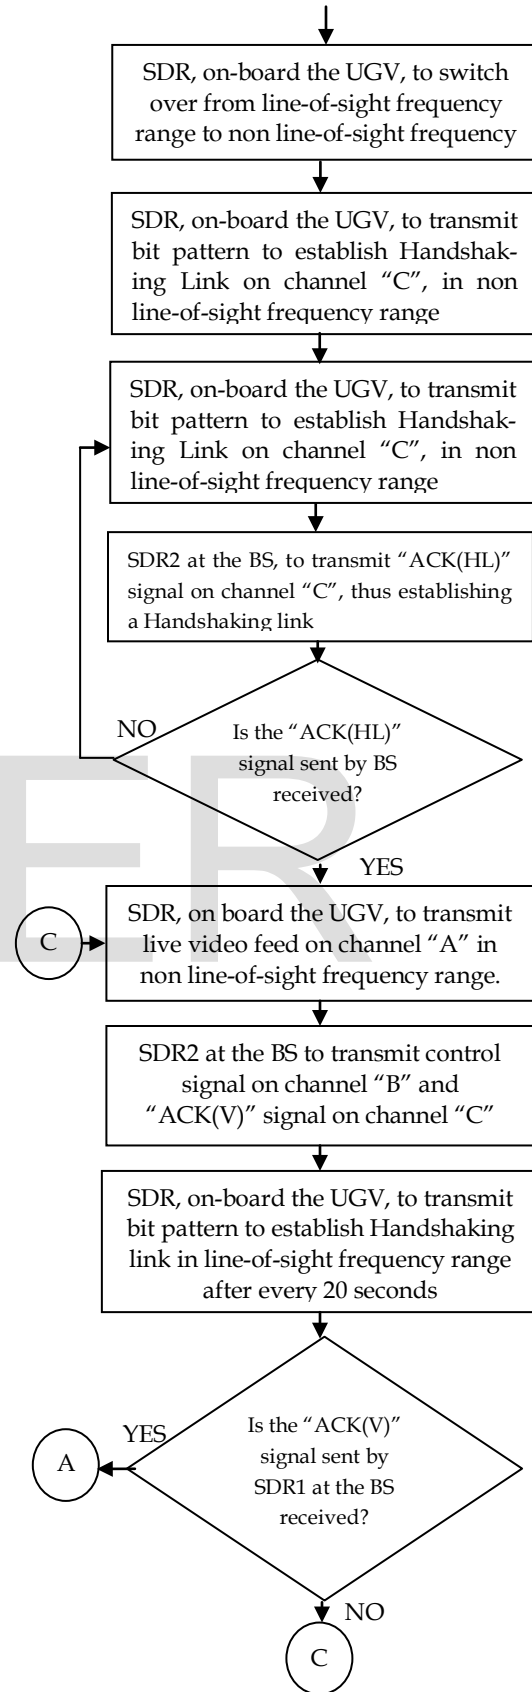 SDR, on-board the UGV, to switch
over from line-of-sight frequency
range to non line-of-sight frequency
SDR, on-board the UGV, to transmit
bit pattern to establish Handshak-
ing Link on channel “C”, in non
line-of-sight frequency range
SDR, on-board the UGV, to transmit
bit pattern to establish Handshak-
ing Link on channel “C”, in non
line-of-sight frequency range
SDR2 at the BS, to transmit “ACK(HL)”
signal on channel “C”, thus establishing
a Handshaking link
NO
Is the “ACK(HL)”
signal sent by BS
received?
YES
ER
C
SDR, on board the UGV, to transmit
live video feed on channel “A” in
non line-of-sight frequency range.
SDR2 at the BS to transmit control
signal on channel “B” and
“ACK(V)” signal on channel “C”
SDR, on-board the UGV, to transmit
bit pattern to establish Handshaking
link in line-of-sight frequency range
after every 20 seconds
YES
A
Is the “ACK(V)”
signal sent by
SDR1 at the BS
received?
NO
C